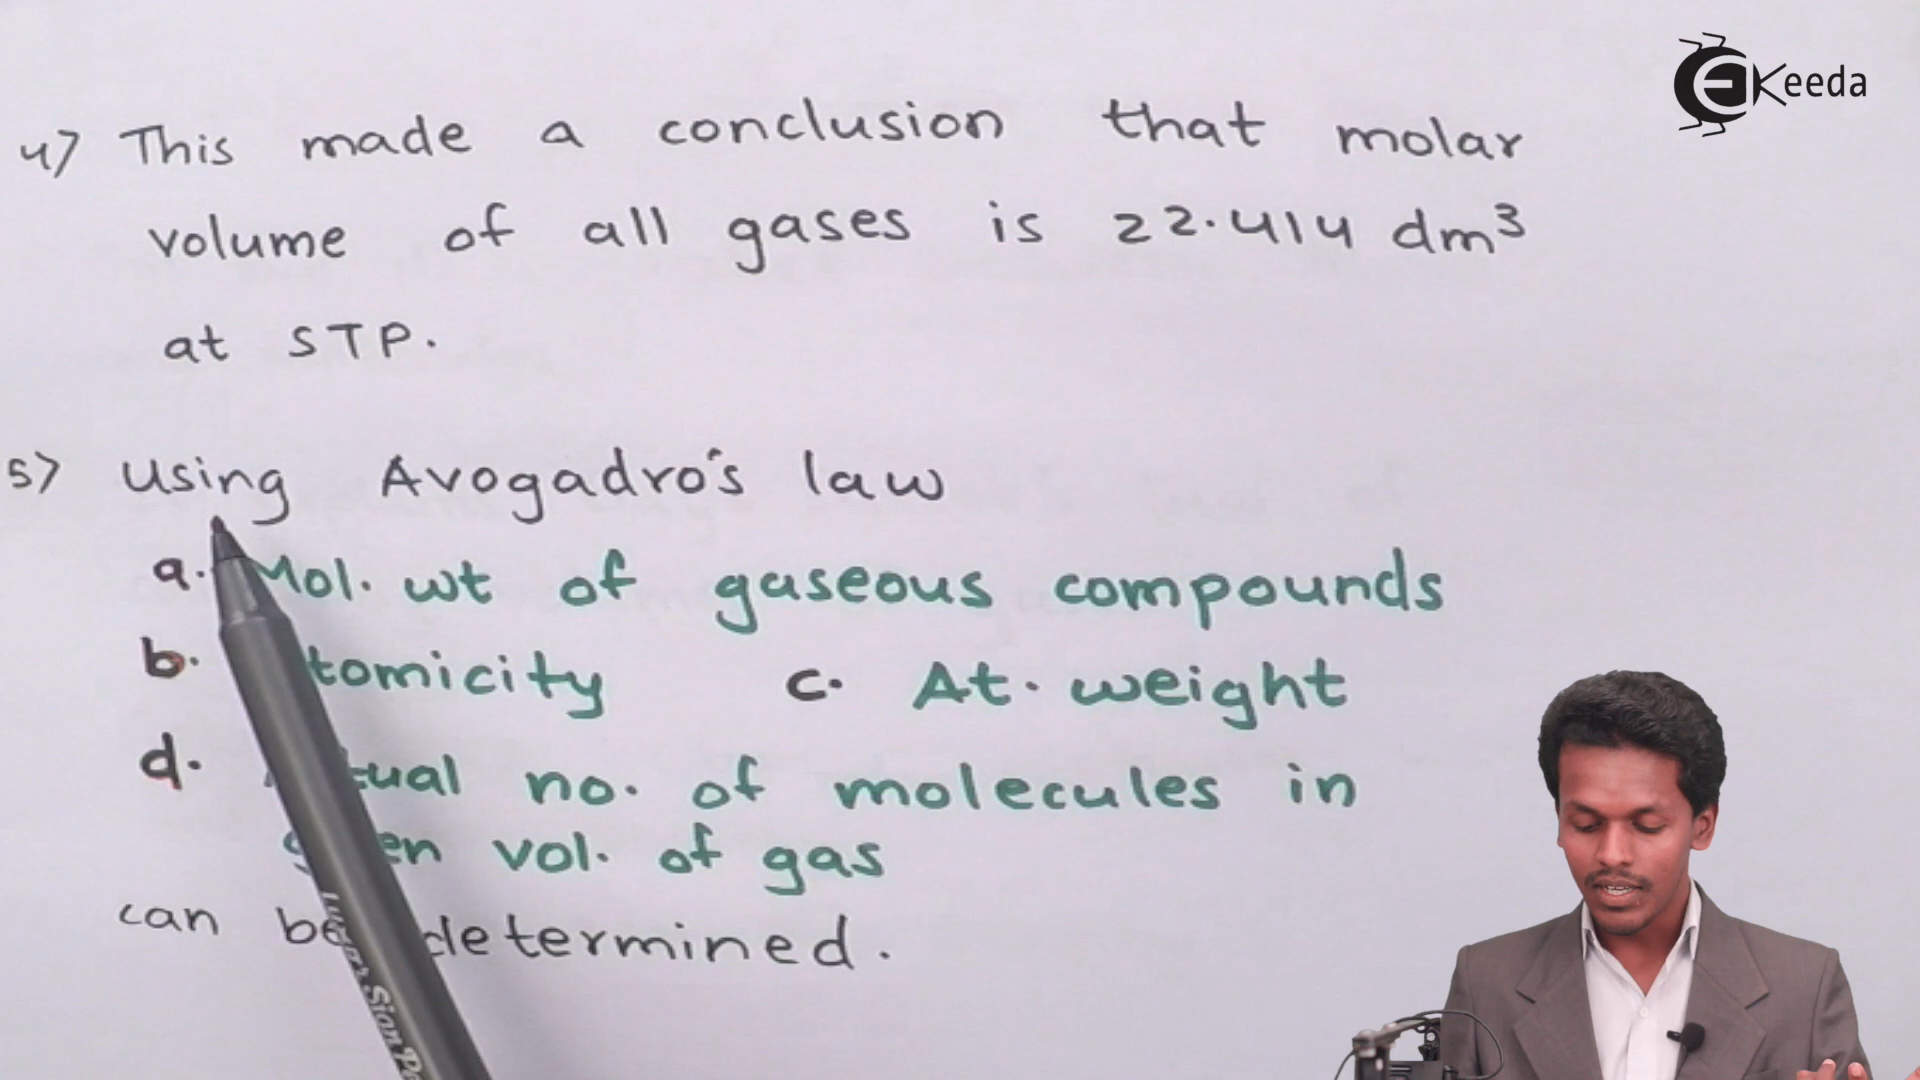 EKeeda
4) This made a conclusion that molar
volume of all gases is 22.414 dm³
at STP.
5) Using Avogadro's law
a. Mol. wt of gaseous compounds
b. tomicity c. At. weight
d. tual no. of molecules in
en vol. of gas
can be determined.